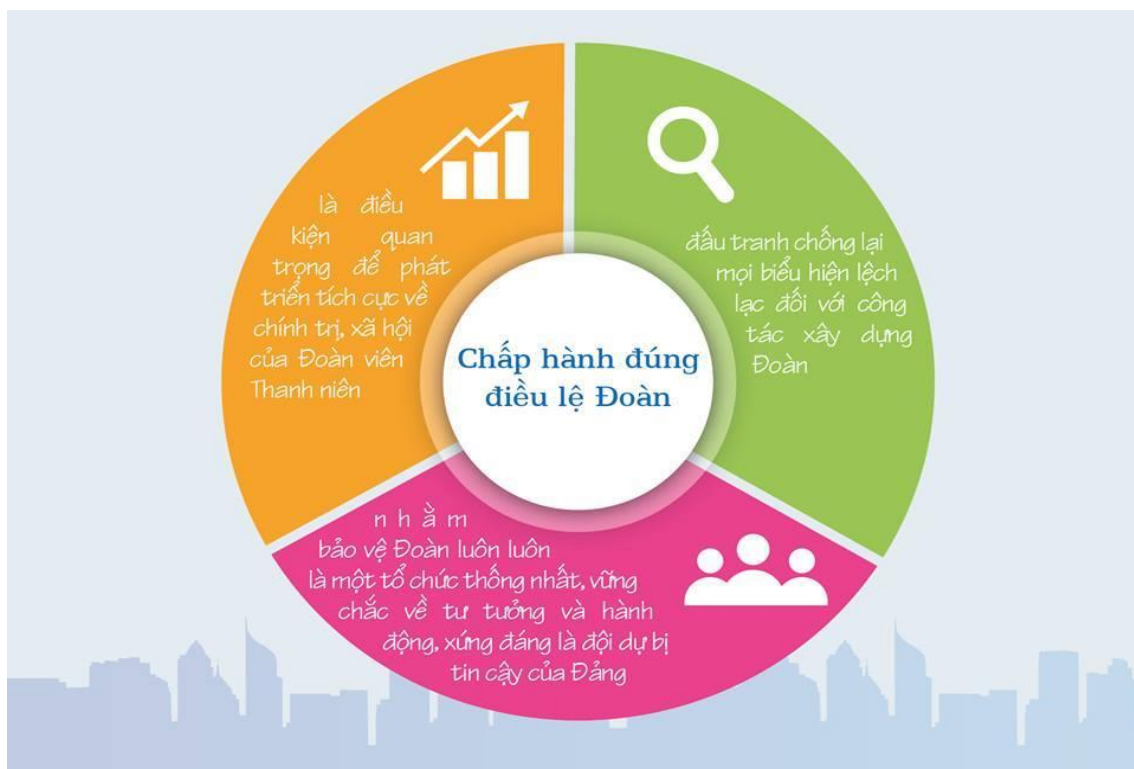 Chấp hành đúng
điều lệ Đoàn
là điều
kiện quan
trọng để phát
triển tích cực về
chính trị, xã hội
của Đoàn viên
Thanh niên
đấu tranh chống lại
mọi biểu hiện lệch
lạc đối với công
tác xây dựng
Đoàn
n h ằ m
bảo vệ Đoàn luôn luôn
là một tổ chức thống nhất, vững
chắc về tư tưởng và hành
động, xứng đáng là đội dự bị
tin cậy của Đảng